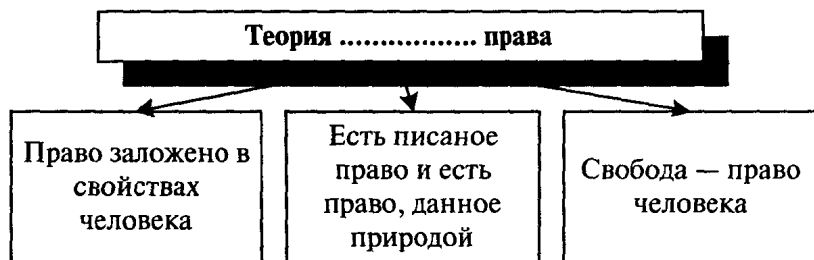 Теория ................. права
Право заложено в
свойствах
человека
Есть писаное
право и есть
право, данное
природой
Свобода — право
человека